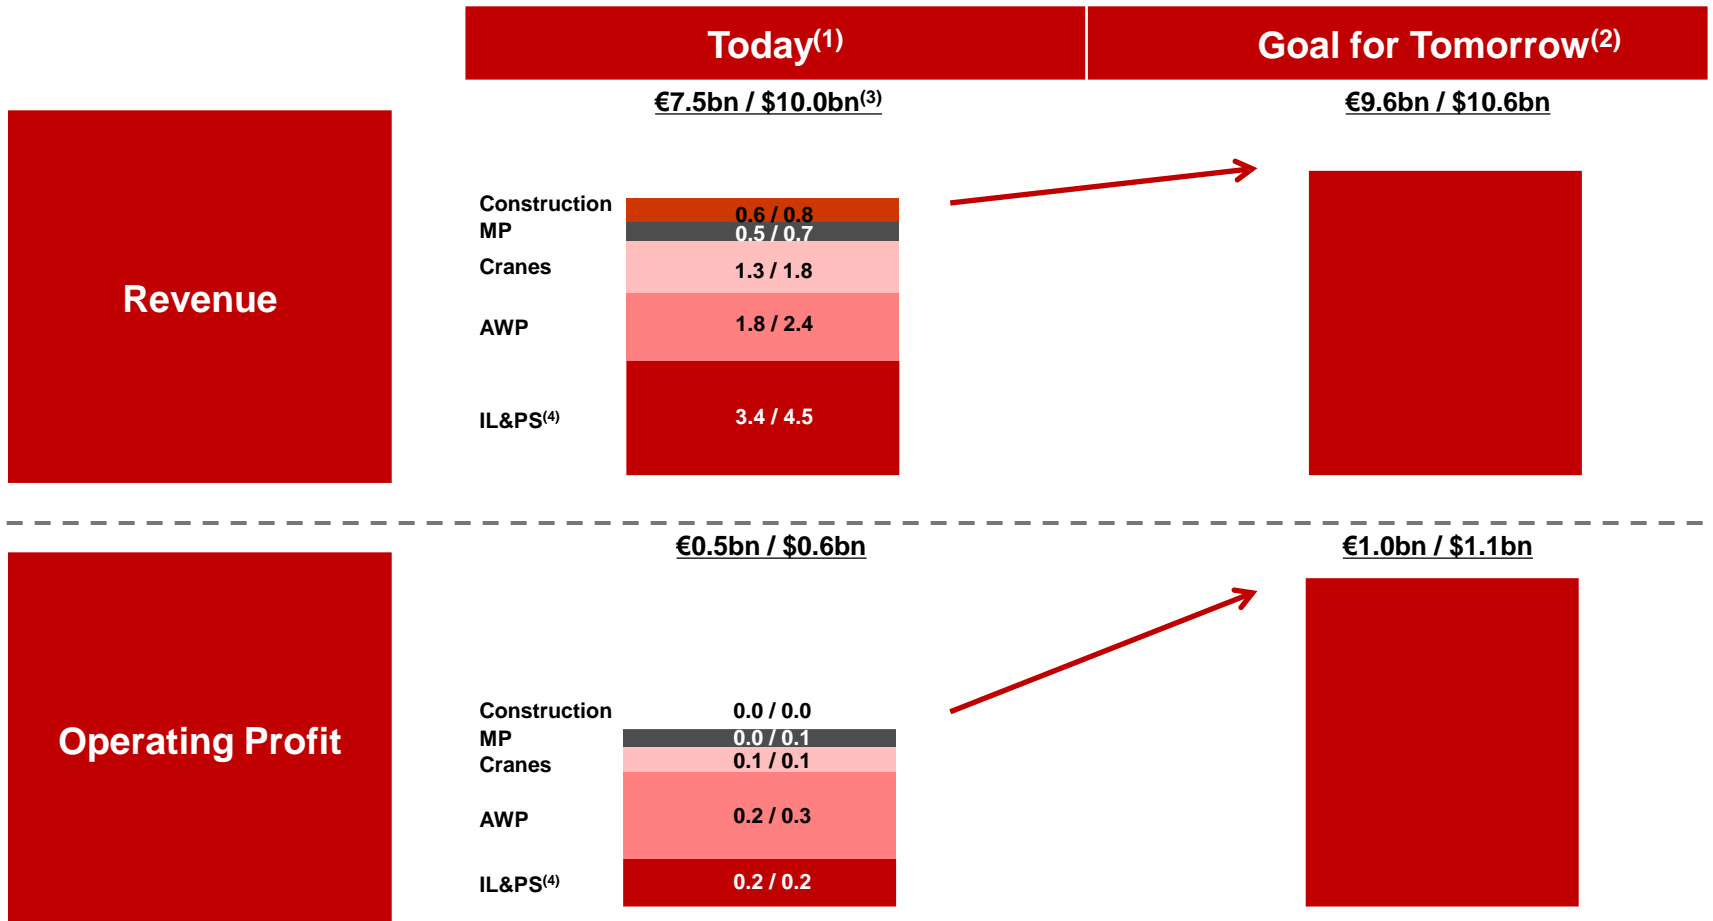 Today(1) Goal for Tomorrow(2)
€7.5bn / $10.0bn(3) €9.6bn / $10.6bn
Revenue
Construction 0.6 / 0.8
MP 0.5 / 0.7
Cranes 1.3 / 1.8
AWP 1.8 / 2.4
IL&PS(4) 3.4 / 4.5
€0.5bn / $0.6bn €1.0bn / $1.1bn
Operating Profit
Construction 0.0 / 0.0
MP 0.0 / 0.1
Cranes 0.1 / 0.1
AWP 0.2 / 0.3
IL&PS(4) 0.2 / 0.2